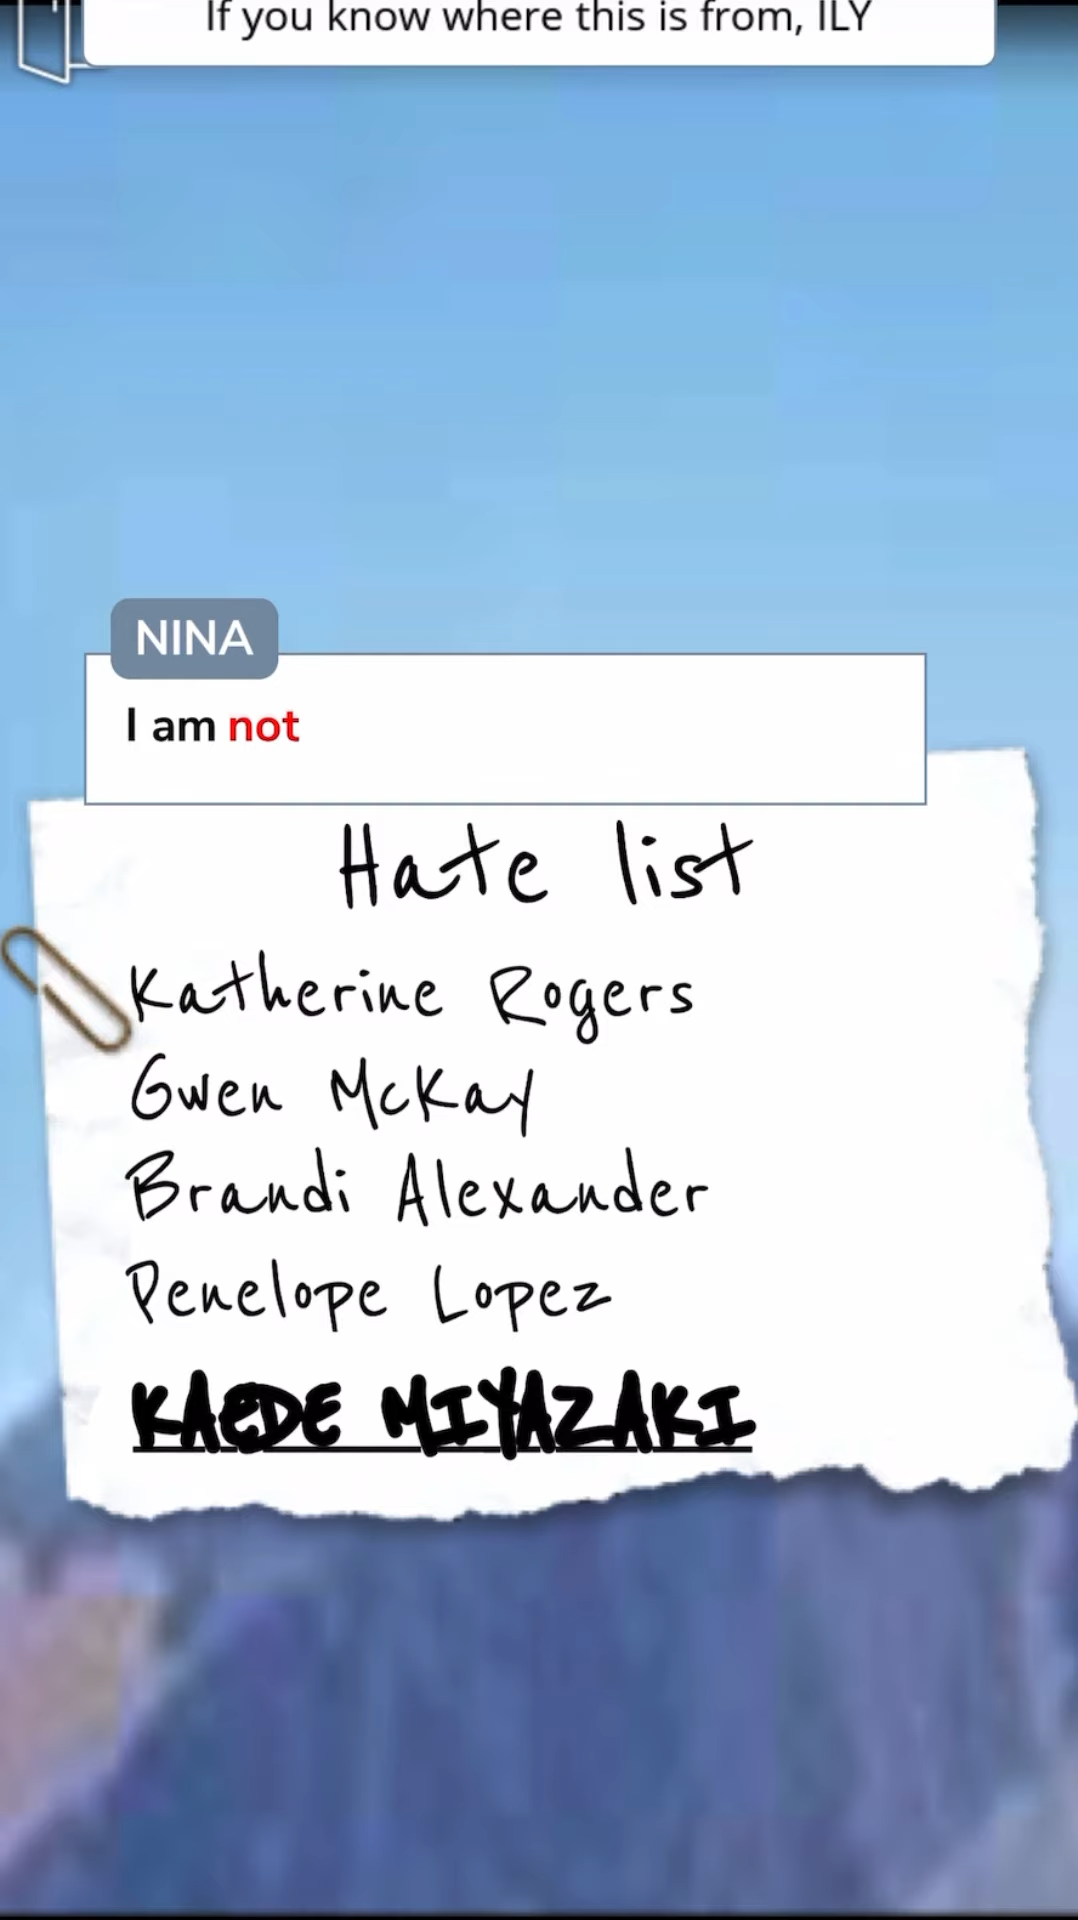 If you know where this is from, ILY
NINA
I am not
Hate list
Katherine Rogers
Gwen McKay
Brandi Alexander
Penelope Lopez
KAEDE MIYAZAKI